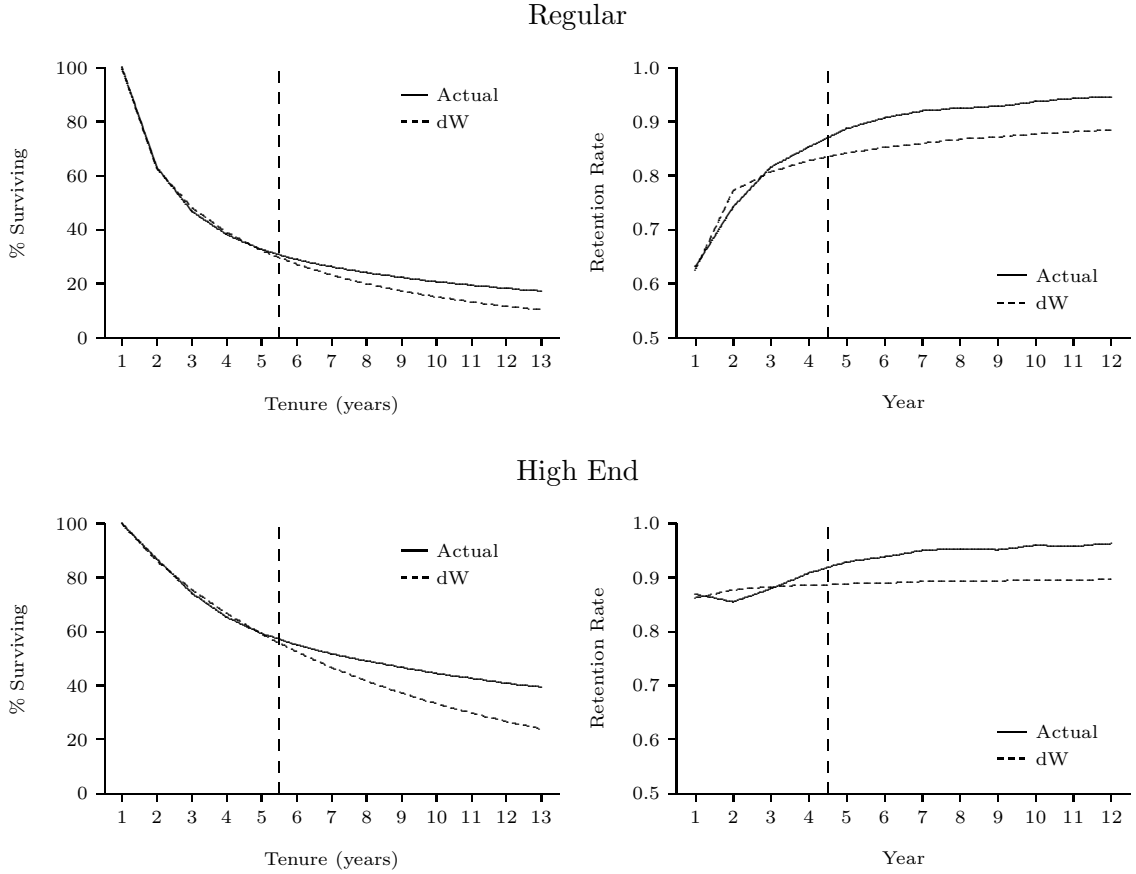 Regular
% Surviving
100
80
60
40
20
0
Actual
dW
1 2 3 4 5 6 7 8 9 10 11 12 13
Tenure (years)
Retention Rate
1.0
0.9
0.8
0.7
0.6
0.5
Actual
dW
1 2 3 4 5 6 7 8 9 10 11 12
Year
High End
% Surviving
100
80
60
40
20
0
Actual
dW
1 2 3 4 5 6 7 8 9 10 11 12 13
Tenure (years)
Retention Rate
1.0
0.9
0.8
0.7
0.6
0.5
Actual
dW
1 2 3 4 5 6 7 8 9 10 11 12
Year